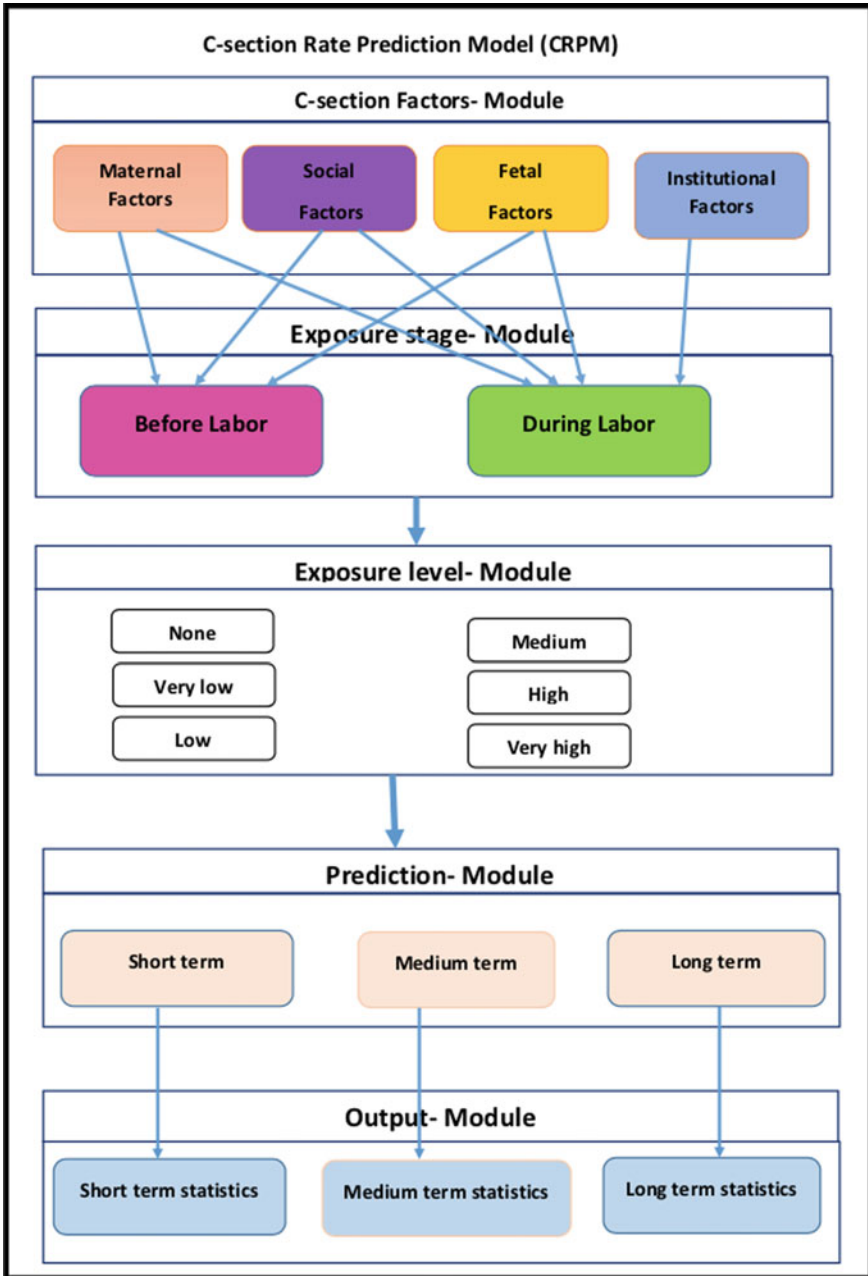 C-section Rate Prediction Model (CRPM)
C-section Factors- Module
Maternal
Factors
Social
Factors
Fetal
Factors
Institutional
Factors
Exposure stage- Module
Before Labor
During Labor
Exposure level- Module
None
Very low
Low
Medium
High
Very high
Prediction- Module
Short term
Medium term
Long term
Output- Module
Short term statistics
Medium term statistics
Long term statistics